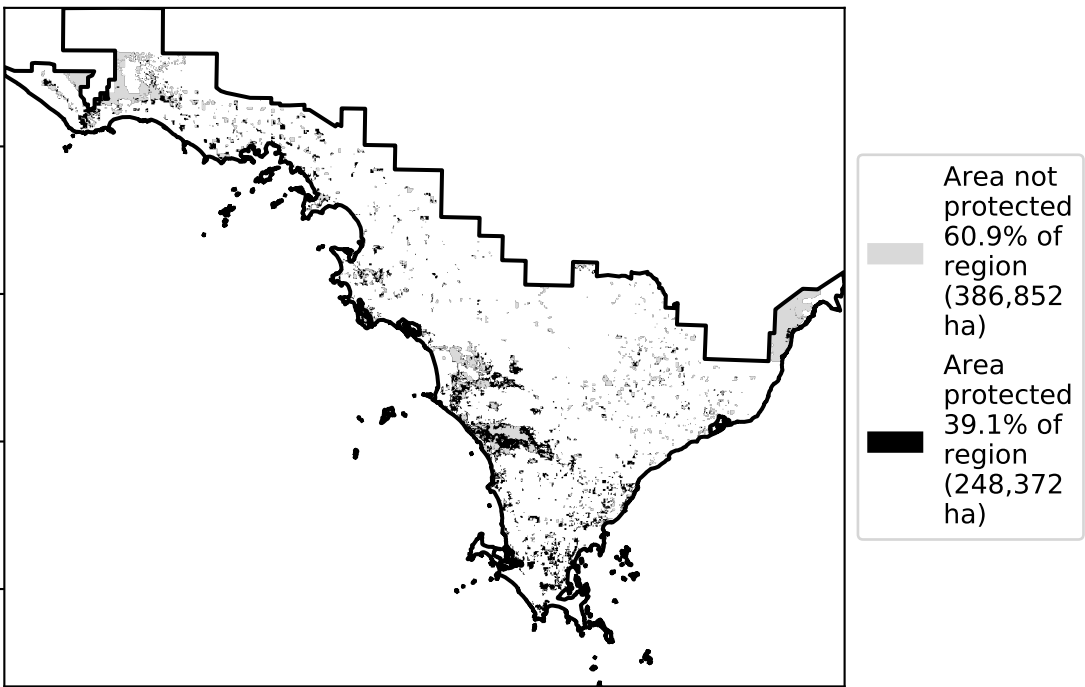 Area not
protected
60.9% of
region
(386,852
ha)
Area
protected
39.1% of
region
(248,372
ha)